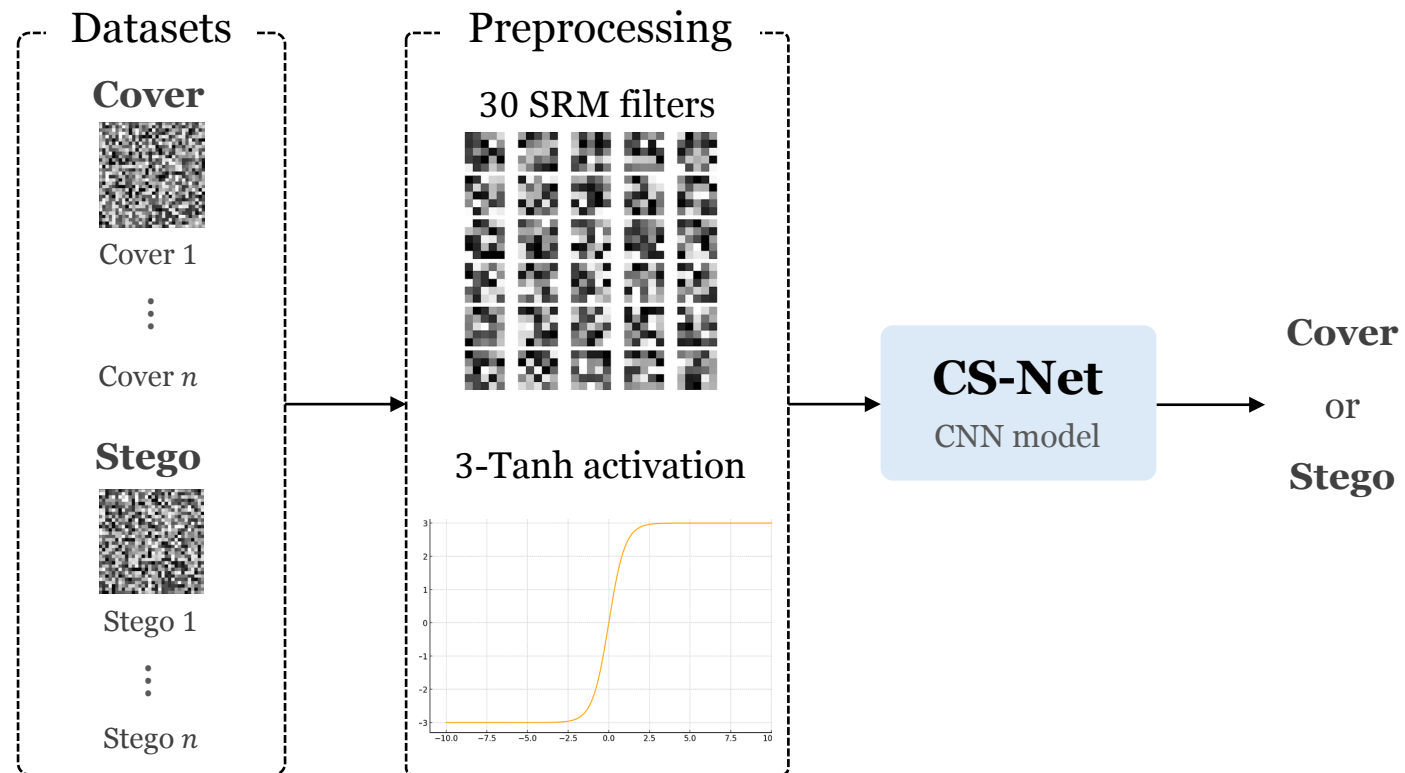 Datasets
Cover
Cover 1
⋮
Cover n
Stego
Stego 1
⋮
Stego n
Preprocessing
30 SRM filters
3-Tanh activation
3
2
1
0
−1
−2
−3
−10.0 −7.5 −5.0 −2.5 0.0 2.5 5.0 7.5 10
CS-Net
CNN model
Cover
or
Stego